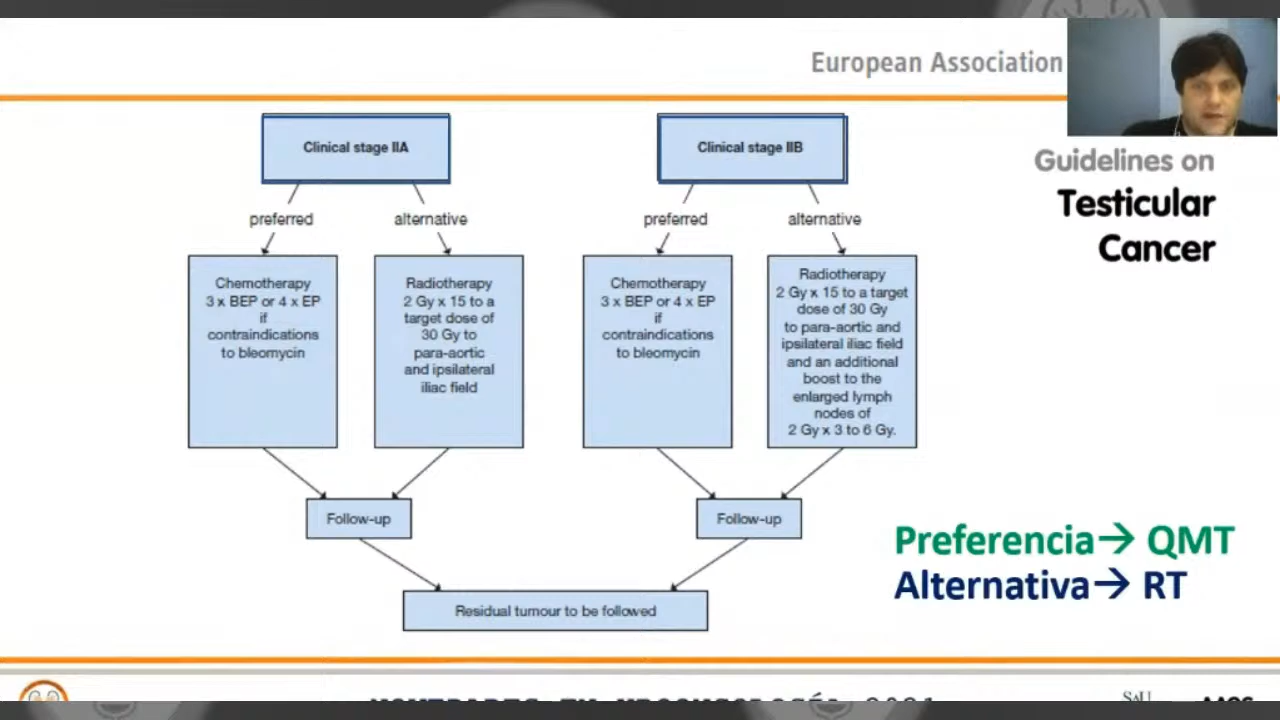 European Association
Guidelines on
Testicular
Cancer
Clinical stage IIA
preferred
alternative
Chemotherapy
3 x BEP or 4 x EP
if
contraindications
to bleomycin
Radiotherapy
2 Gy x 15 to a
target dose of
30 Gy to
para-aortic
and ipsilateral
iliac field
Follow-up
Clinical stage IIB
preferred
alternative
Chemotherapy
3 x BEP or 4 x EP
if
contraindications
to bleomycin
Radiotherapy
2 Gy x 15 to a target
dose of 30 Gy
to para-aortic and
ipsilateral iliac field
and an additional
boost to the
enlarged lymph
nodes of
2 Gy x 3 to 6 Gy.
Follow-up
Residual tumour to be followed
Preferencia→ QMT
Alternativa→ RT